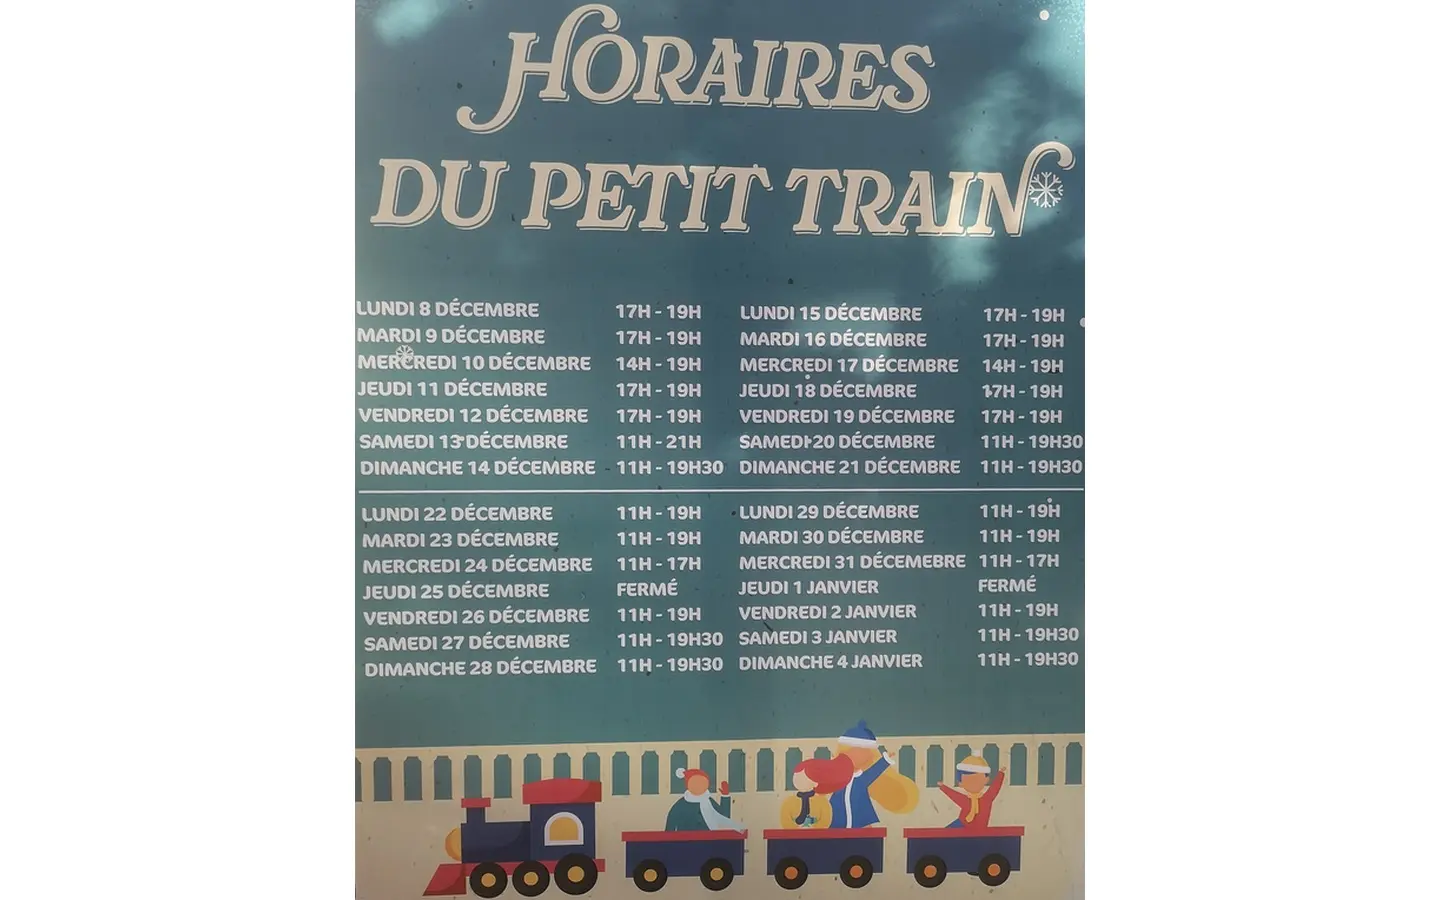 HORAIRES
DU PETIT TRAIN
LUNDI 8 DÉCEMBRE 17H - 19H
MARDI 9 DÉCEMBRE 17H - 19H
MERCREDI 10 DÉCEMBRE 14H - 19H
JEUDI 11 DÉCEMBRE 17H - 19H
VENDREDI 12 DÉCEMBRE 17H - 19H
SAMEDI 13 DÉCEMBRE 11H - 21H
DIMANCHE 14 DÉCEMBRE 11H - 19H30
LUNDI 15 DÉCEMBRE 17H - 19H
MARDI 16 DÉCEMBRE 17H - 19H
MERCREDI 17 DÉCEMBRE 14H - 19H
JEUDI 18 DÉCEMBRE 17H - 19H
VENDREDI 19 DÉCEMBRE 17H - 19H
SAMEDI 20 DÉCEMBRE 11H - 19H30
DIMANCHE 21 DÉCEMBRE 11H - 19H30
LUNDI 22 DÉCEMBRE 11H - 19H
MARDI 23 DÉCEMBRE 11H - 19H
MERCREDI 24 DÉCEMBRE 11H - 17H
JEUDI 25 DÉCEMBRE FERMÉ
VENDREDI 26 DÉCEMBRE 11H - 19H
SAMEDI 27 DÉCEMBRE 11H - 19H30
DIMANCHE 28 DÉCEMBRE 11H - 19H30
LUNDI 29 DÉCEMBRE 11H - 19H
MARDI 30 DÉCEMBRE 11H - 19H
MERCREDI 31 DÉCEMEBRE 11H - 17H
JEUDI 1 JANVIER FERMÉ
VENDREDI 2 JANVIER 11H - 19H
SAMEDI 3 JANVIER 11H - 19H30
DIMANCHE 4 JANVIER 11H - 19H30